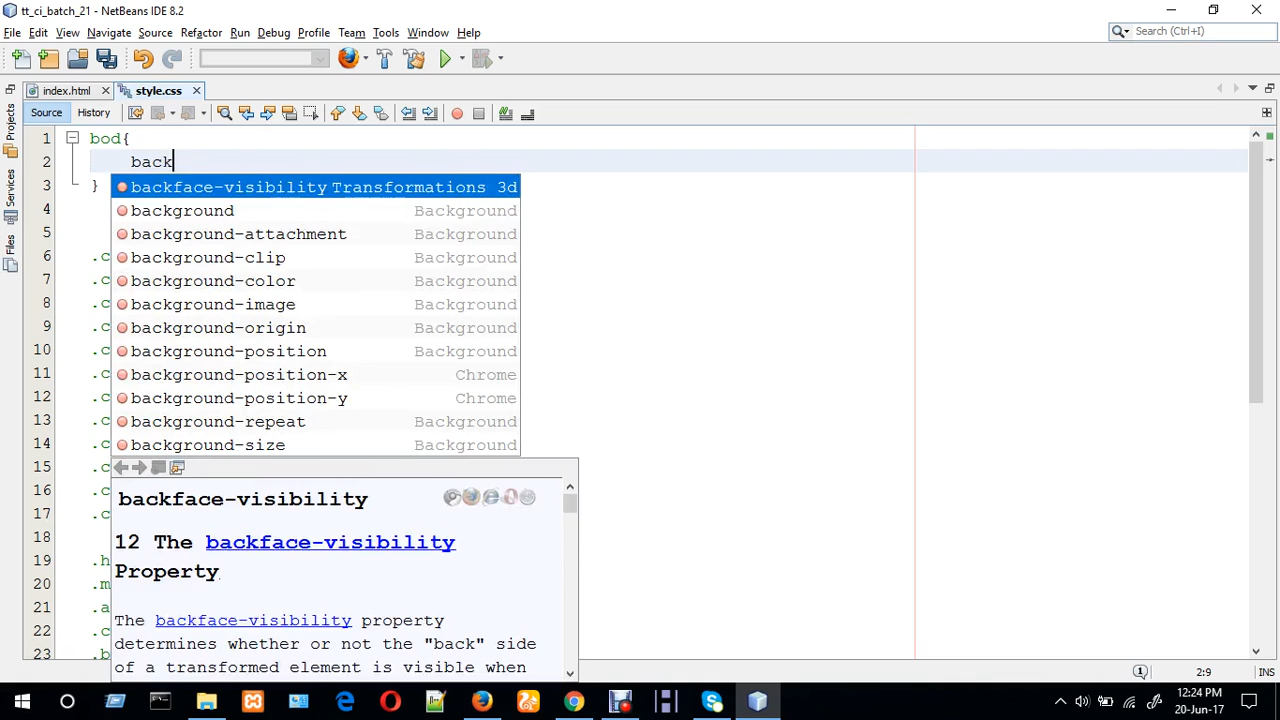 tt_ci_batch_21 - NetBeans IDE 8.2
File Edit View Navigate Source Refactor Run Debug Profile Team Tools Window Help
Search (Ctrl+I)
index.html
style.css
Source History
Projects
Services
Files
1 bod{
2 back
3 }
4
5
6 .c
7 .c
8 .c
9 .c
10 .c
11 .c
12 .c
13 .c
14 .c
15 .c
16 .c
17 .c
18
19 .h
20 .m
21 .a
22 .c
23 .b
backface-visibility Transformations 3d
background Background
background-attachment Background
background-clip Background
background-color Background
background-image Background
background-origin Background
background-position Background
background-position-x Chrome
background-position-y Chrome
background-repeat Background
background-size Background
backface-visibility
12 The backface-visibility
Property
The backface-visibility property
determines whether or not the "back" side
of a transformed element is visible when
1
2:9
INS
12:24 PM
20-Jun-17